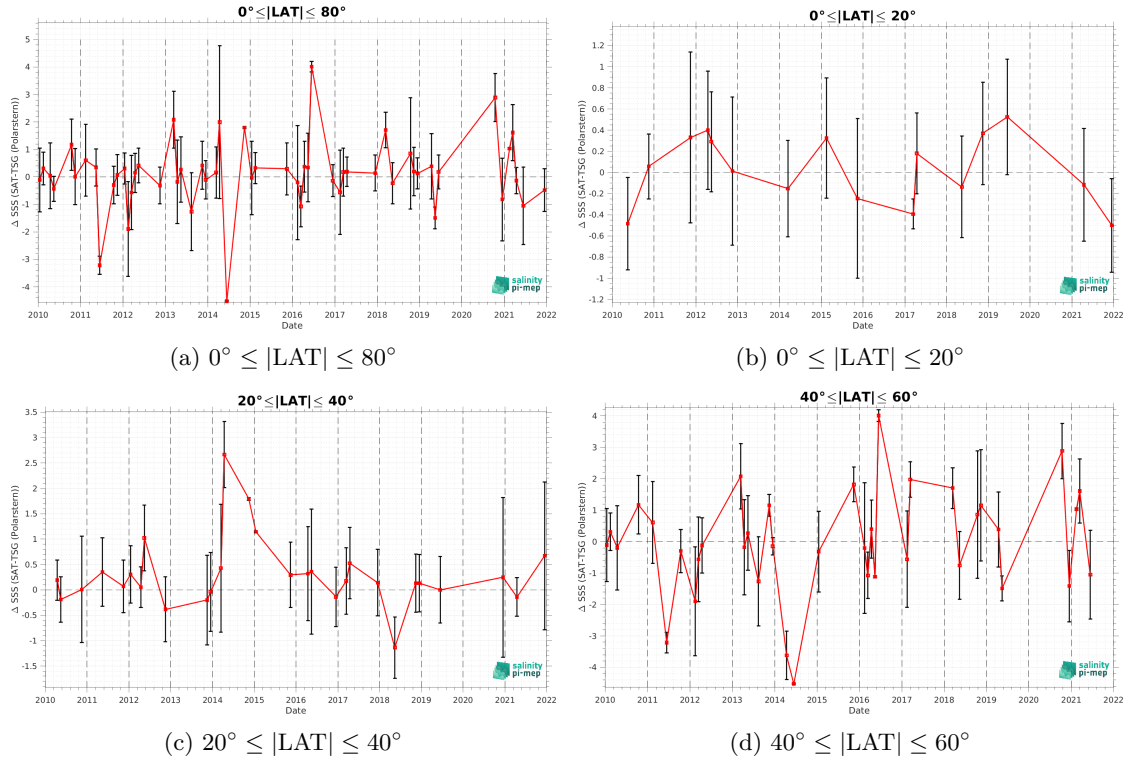 0°≤|LAT|≤ 80°
Δ SSS (SAT-TSG (Polarstern))
5
4
3
2
1
0
-1
-2
-3
-4
2010 2011 2012 2013 2014 2015 2016 2017 2018 2019 2020 2021 2022
Date
salinity
pi-mep
(a) 0° ≤ |LAT| ≤ 80°
0°≤|LAT|≤ 20°
Δ SSS (SAT-TSG (Polarstern))
1.2
1
0.8
0.6
0.4
0.2
0
-0.2
-0.4
-0.6
-0.8
-1
-1.2
2010 2011 2012 2013 2014 2015 2016 2017 2018 2019 2020 2021 2022
Date
salinity
pi-mep
(b) 0° ≤ |LAT| ≤ 20°
20°≤|LAT|≤ 40°
Δ SSS (SAT-TSG (Polarstern))
3.5
3
2.5
2
1.5
1
0.5
0
-0.5
-1
-1.5
2010 2011 2012 2013 2014 2015 2016 2017 2018 2019 2020 2021 2022
Date
salinity
pi-mep
(c) 20° ≤ |LAT| ≤ 40°
40°≤|LAT|≤ 60°
Δ SSS (SAT-TSG (Polarstern))
4
3
2
1
0
-1
-2
-3
-4
2010 2011 2012 2013 2014 2015 2016 2017 2018 2019 2020 2021 2022
Date
salinity
pi-mep
(d) 40° ≤ |LAT| ≤ 60°